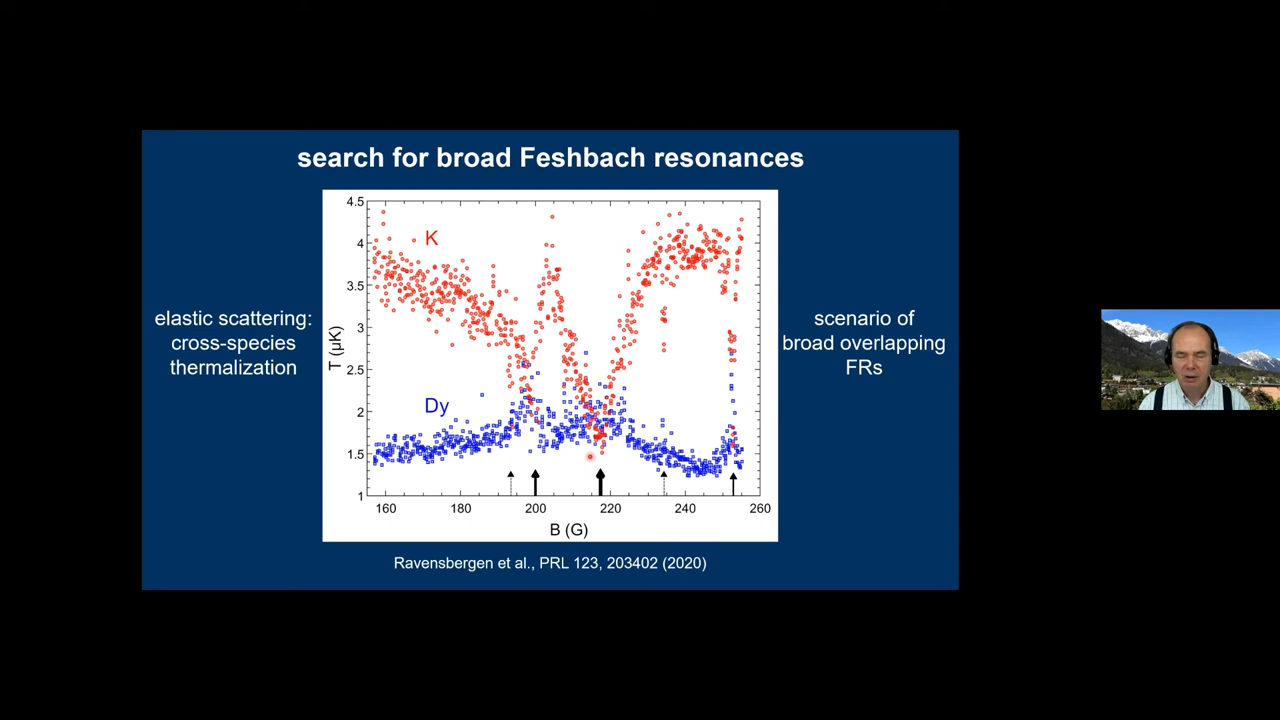 search for broad Feshbach resonances
elastic scattering:
cross-species
thermalization
4.5
4
3.5
3
2.5
2
1.5
1
T (μK)
K
Dy
160
180
200
220
240
260
B (G)
scenario of
broad overlapping
FRs
Ravensbergen et al., PRL 123, 203402 (2020)